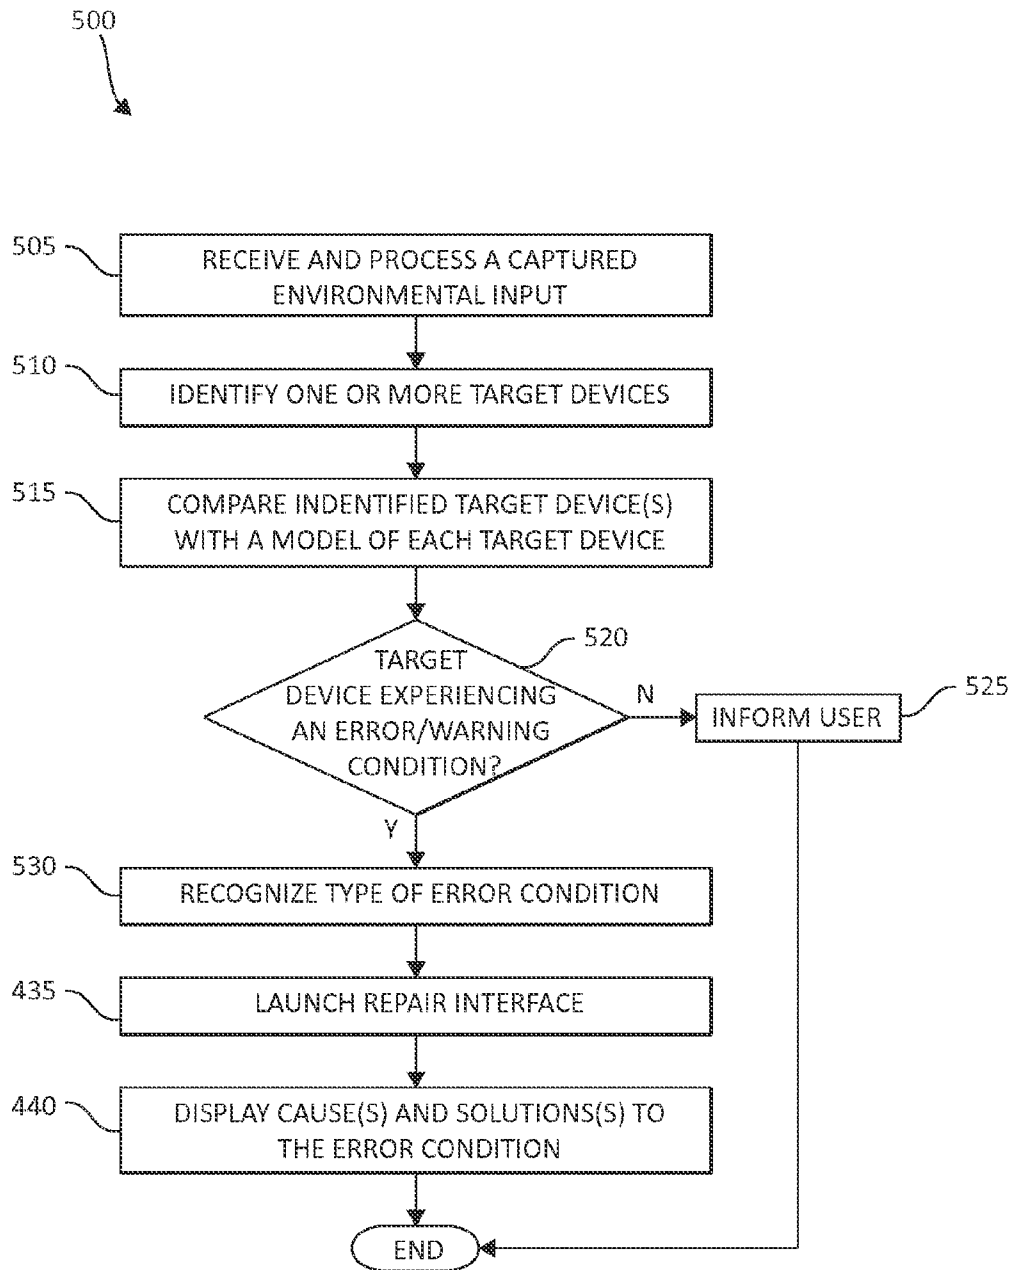 500
505
RECEIVE AND PROCESS A CAPTURED
ENVIRONMENTAL INPUT
510
IDENTIFY ONE OR MORE TARGET DEVICES
515
COMPARE INDENTIFIED TARGET DEVICE(S)
WITH A MODEL OF EACH TARGET DEVICE
520
TARGET
DEVICE EXPERIENCING
AN ERROR/WARNING
CONDITION?
N
525
INFORM USER
Y
530
RECOGNIZE TYPE OF ERROR CONDITION
435
LAUNCH REPAIR INTERFACE
440
DISPLAY CAUSE(S) AND SOLUTIONS(S) TO
THE ERROR CONDITION
END